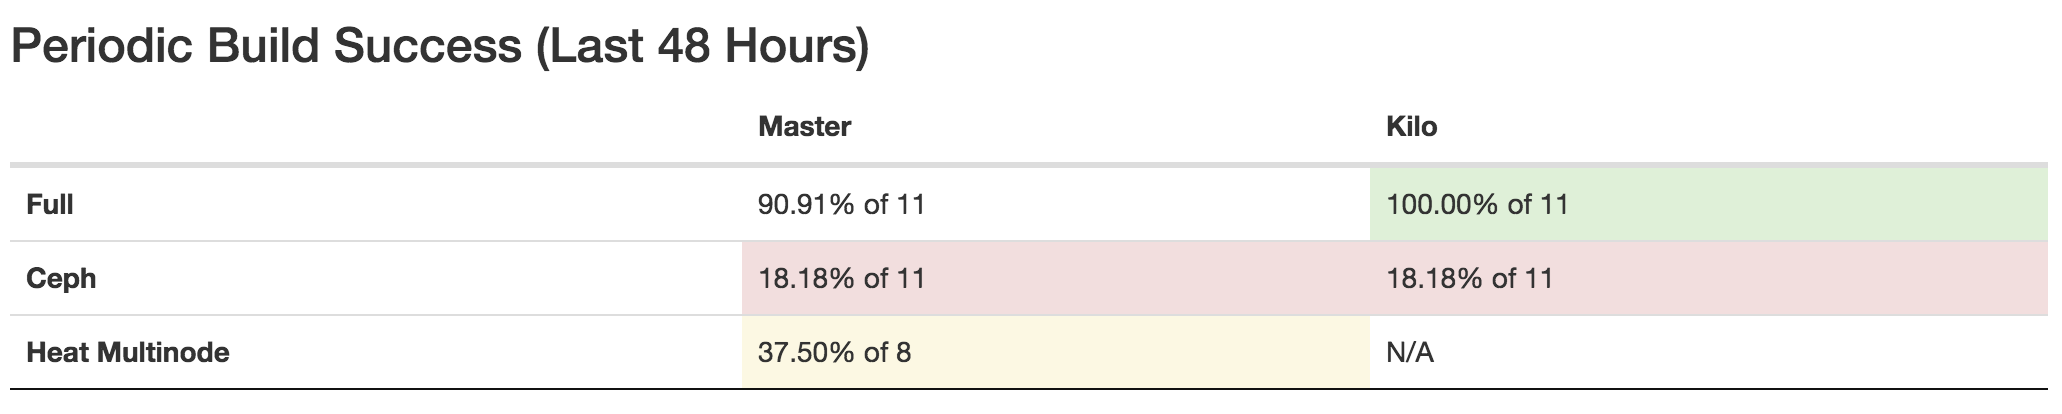 Periodic Build Success (Last 48 Hours)
Master Kilo
Full 90.91% of 11 100.00% of 11
Ceph 18.18% of 11 18.18% of 11
Heat Multinode 37.50% of 8 N/A